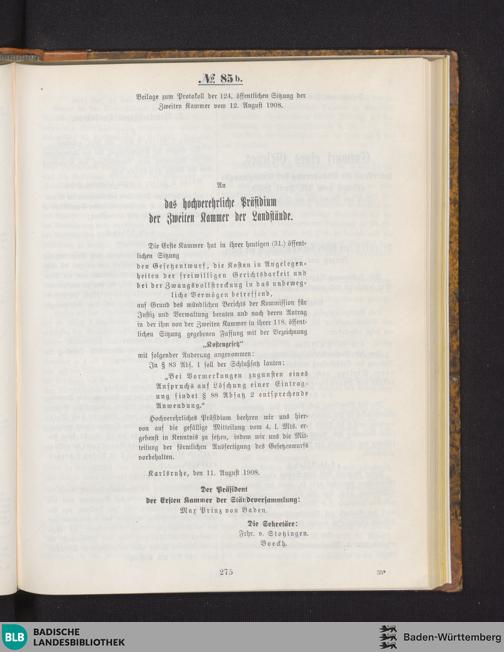 № 85 b.
Beilage zum Protokoll der 124. öffentlichen Sitzung der
Zweiten Kammer vom 12. August 1908.
An
das hochverehrliche Präsidium
der Zweiten Kammer der Landstände.
Die Erste Kammer hat in ihrer heutigen (31.) öffent-
lichen Sitzung
den Gesetzentwurf, die Kosten in Angelegen-
heiten der freiwilligen Gerichtsbarkeit und
bei der Zwangsvollstreckung in das unbeweg-
liche Vermögen betreffend,
auf Grund des mündlichen Berichts der Kommission für
Justiz und Verwaltung beraten und nach deren Antrag
in der ihm von der Zweiten Kammer in ihrer 118. öffent-
lichen Sitzung gegebenen Fassung mit der Bezeichnung
„Kostengesetz"
mit folgender Änderung angenommen:
In § 83 Abs. 1 soll der Schlußsatz lauten:
„Bei Vormerkungen zugunsten eines
Anspruchs auf Löschung einer Eintrag-
ung findet § 88 Absatz 2 entsprechende
Anwendung."
Hochverehrliches Präsidium beehren wir uns hier-
von auf die gefällige Mitteilung vom 4. l. Mts. er-
gebenst in Kenntnis zu setzen, indem wir uns die Mit-
teilung der förmlichen Ausfertigung des Gesetzentwurfs
vorbehalten.
Karlsruhe, den 11. August 1908.
Der Präsident
der Ersten Kammer der Ständeversammlung:
Max Prinz von Baden.
Die Sekretäre:
Frhr. v. Stotzingen.
Boeckh.
275
BLB BADISCHE
LANDESBIBLIOTHEK
Baden-Württemberg